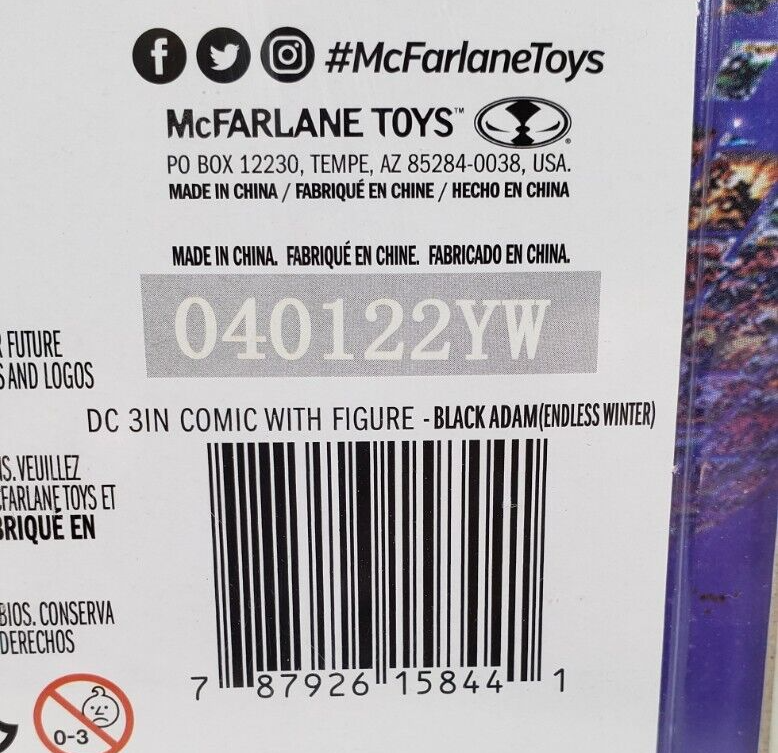 #McFarlaneToys
McFARLANE TOYS™ ®
PO BOX 12230, TEMPE, AZ 85284-0038, USA.
MADE IN CHINA / FABRIQUÉ EN CHINE / HECHO EN CHINA
MADE IN CHINA. FABRIQUÉ EN CHINE. FABRICADO EN CHINA.
040122YW
FUTURE
AND LOGOS
DC 3IN COMIC WITH FIGURE - BLACK ADAM (ENDLESS WINTER)
VEUILLEZ
FARLANE TOYS ET
BRIQUÉ EN
BIOS. CONSERVA
DERECHOS
7 87926 15844 1
0-3